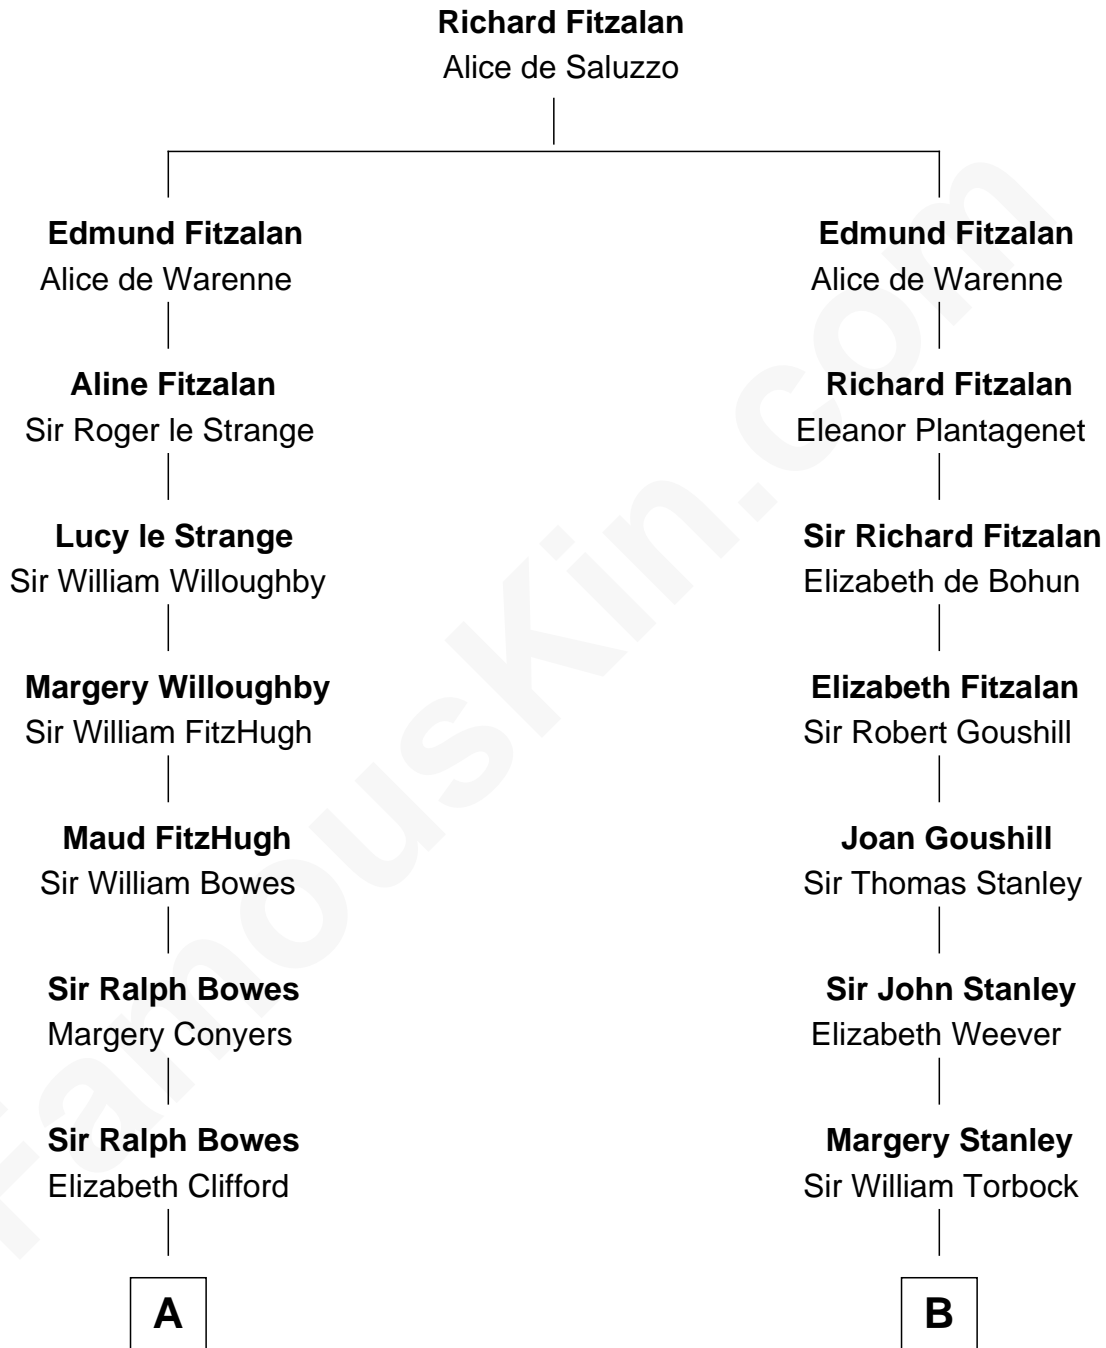 Richard Fitzalan
Alice de Saluzzo
Edmund Fitzalan
Alice de Warenne
Aline Fitzalan
Sir Roger le Strange
Lucy le Strange
Sir William Willoughby
Margery Willoughby
Sir William FitzHugh
Maud FitzHugh
Sir William Bowes
Sir Ralph Bowes
Margery Conyers
Sir Ralph Bowes
Elizabeth Clifford
A
Edmund Fitzalan
Alice de Warenne
Richard Fitzalan
Eleanor Plantagenet
Sir Richard Fitzalan
Elizabeth de Bohun
Elizabeth Fitzalan
Sir Robert Goushill
Joan Goushill
Sir Thomas Stanley
Sir John Stanley
Elizabeth Weever
Margery Stanley
Sir William Torbock
B
FamousKin.com